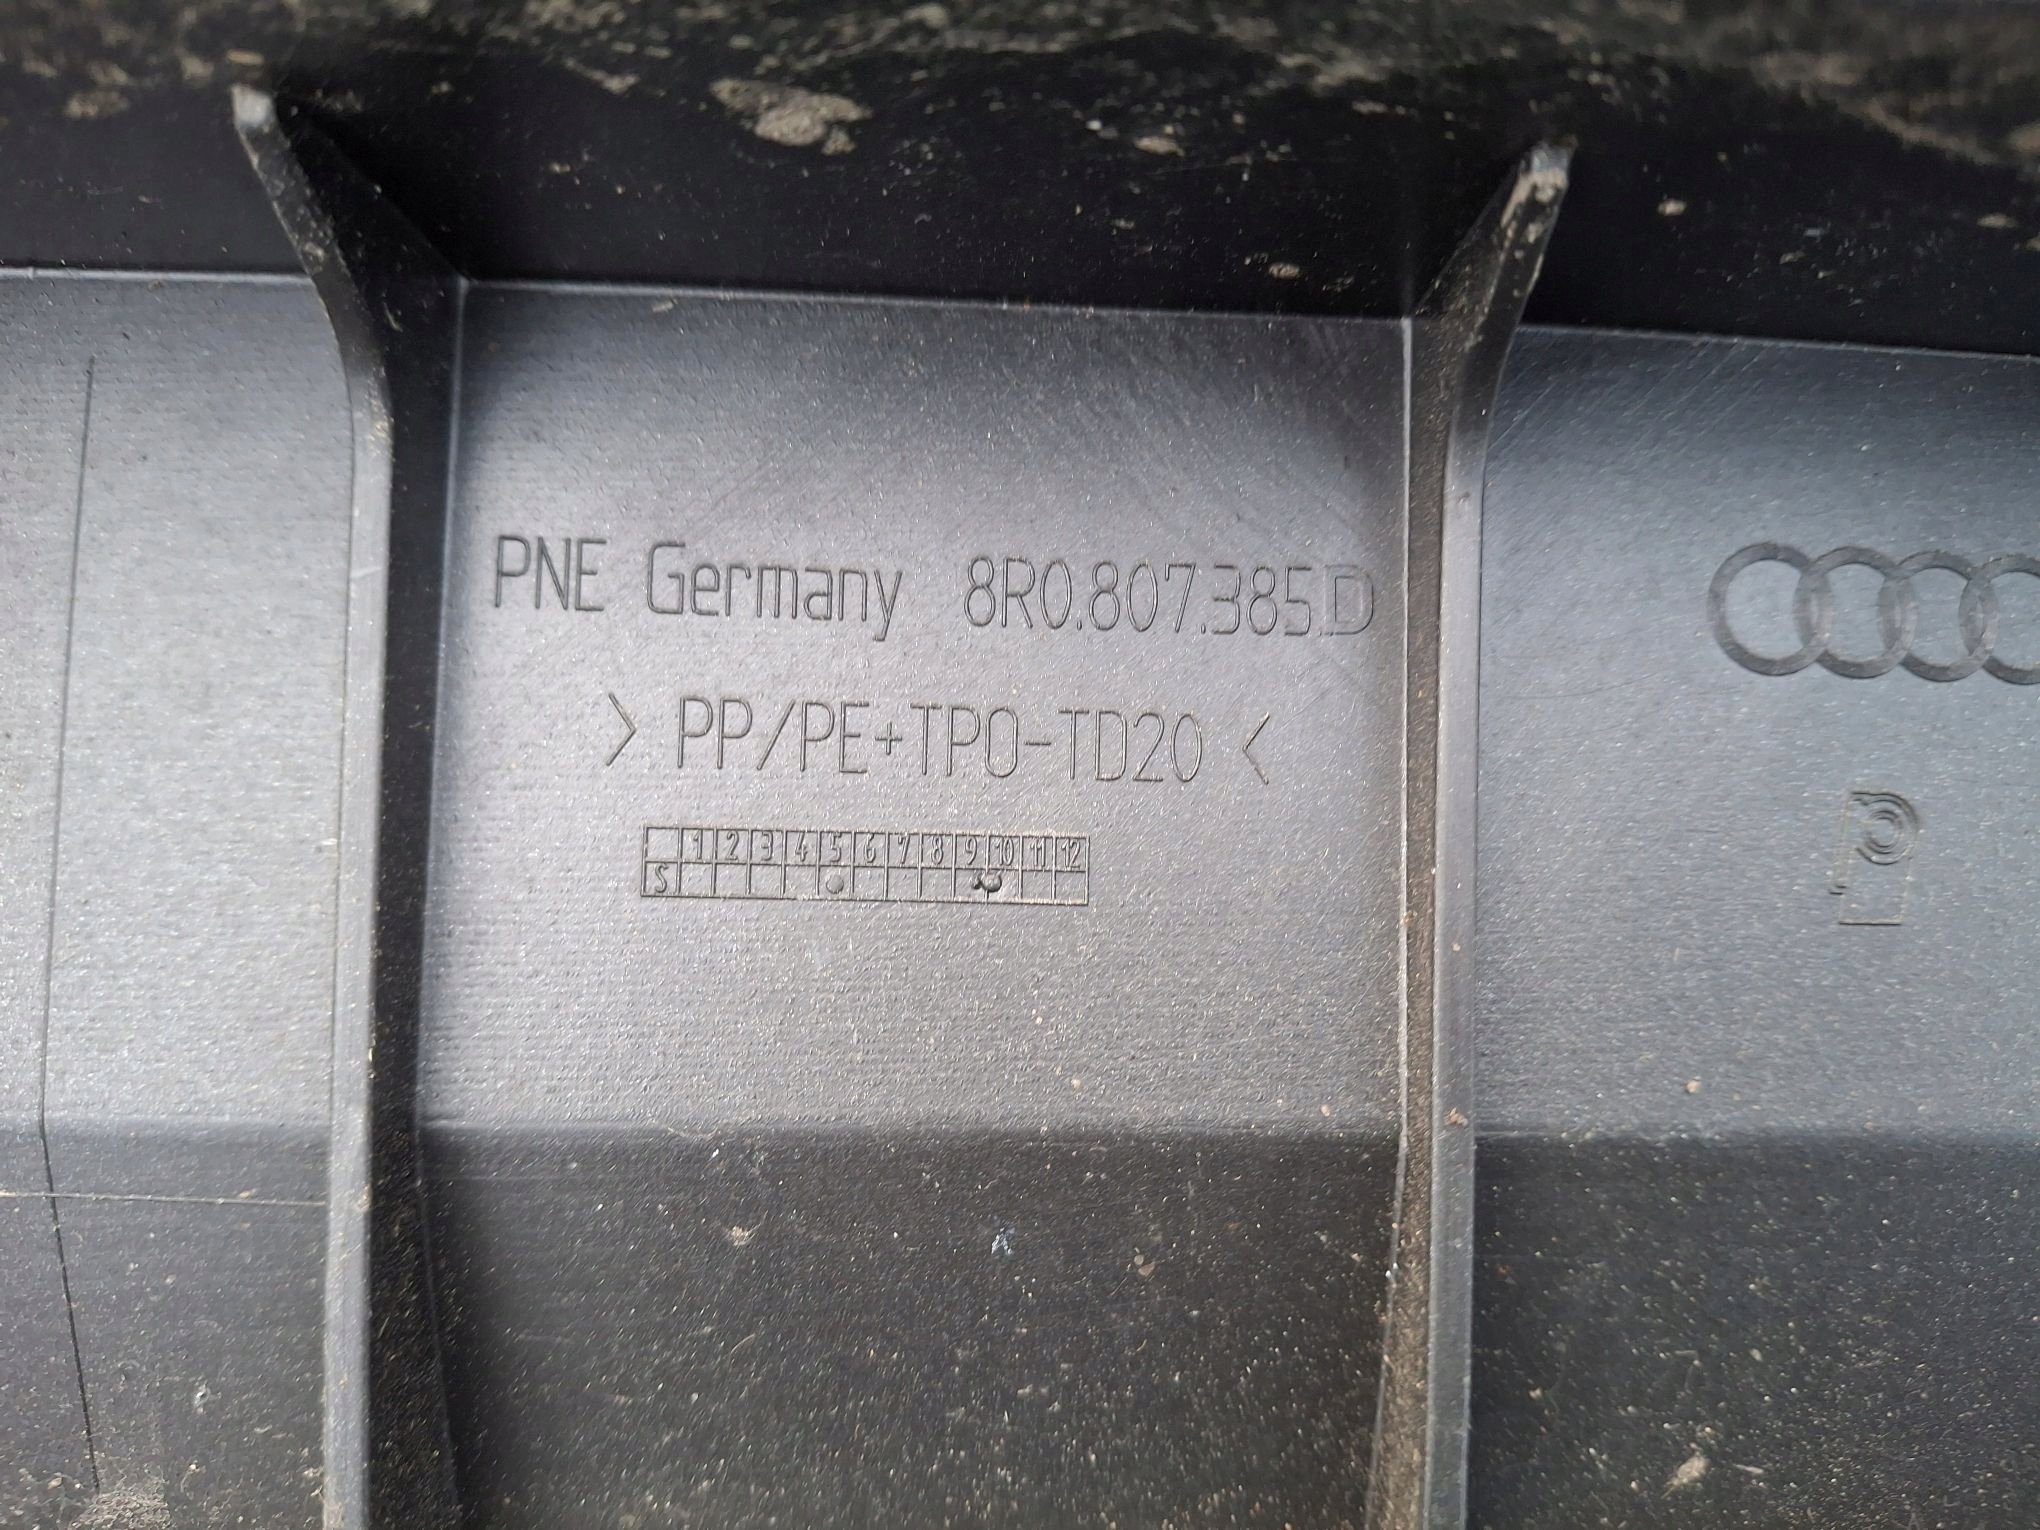 PNE Germany 8R0.807.385.D
> PP/PE+TPO-TD20 <
1 2 3 4 5 6 7 8 9 10 11 12
S